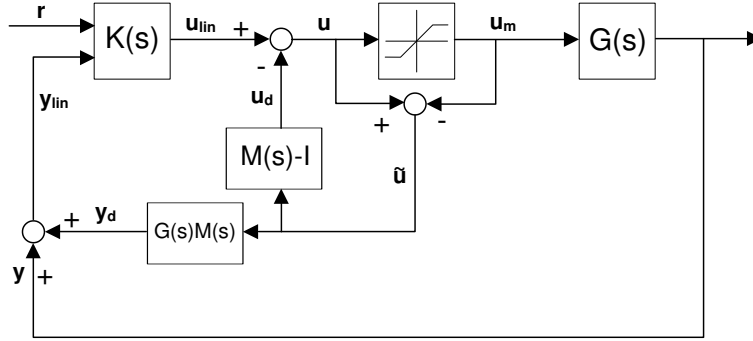 r
K(s)
u_lin
+
-
u
u_m
G(s)
y_lin
u_d
+
-
M(s)-I
ũ
y_d
+
G(s)M(s)
y
+